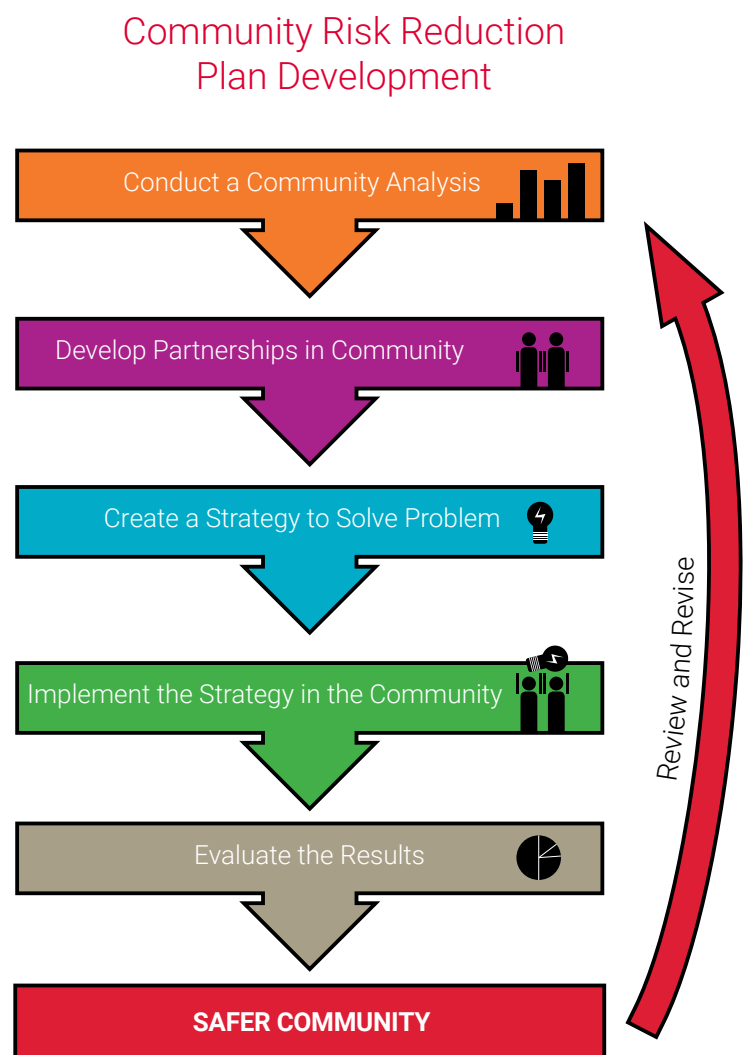 Community Risk Reduction
Plan Development
Conduct a Community Analysis
Develop Partnerships in Community
Create a Strategy to Solve Problem
Implement the Strategy in the Community
Evaluate the Results
SAFER COMMUNITY
Review and Revise